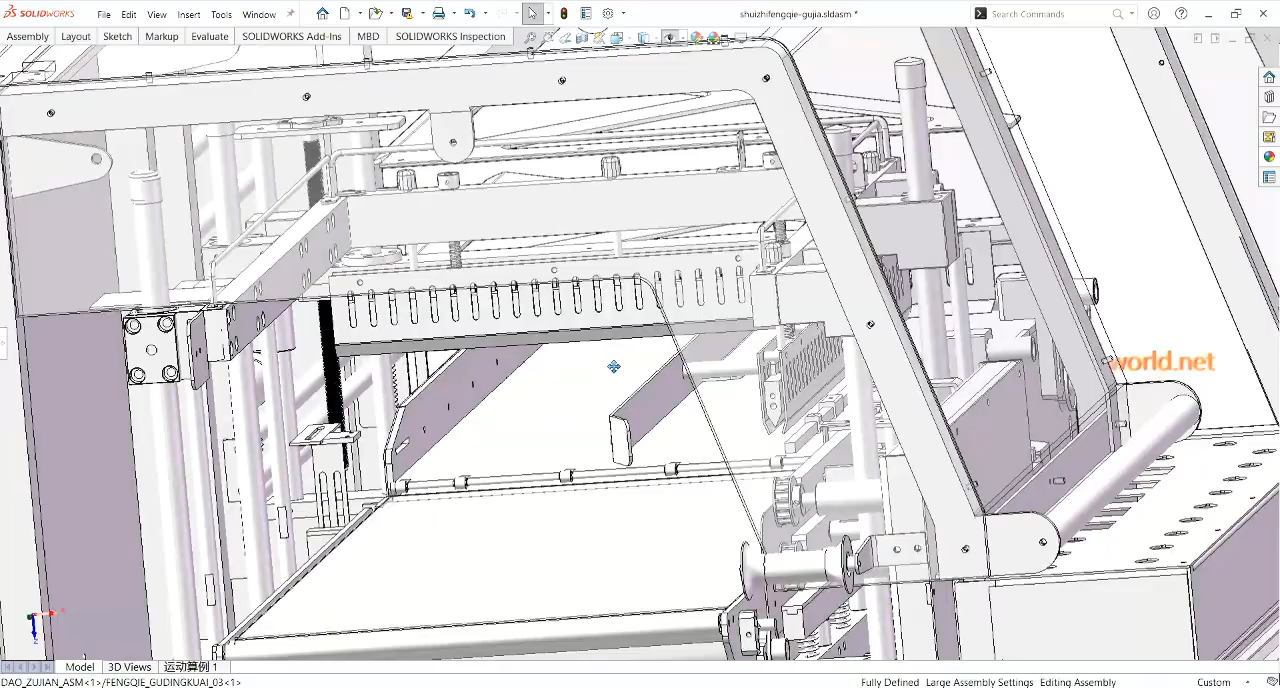 SOLIDWORKS File Edit View Insert Tools Window shuizhifengqie-gujia.sldasm * Search Commands
Assembly Layout Sketch Markup Evaluate SOLIDWORKS Add-Ins MBD SOLIDWORKS Inspection
world.net
Model 3D Views 运动算例 1
DAO_ZUJIAN_ASM<1>/FENGQIE_GUDINGKUAI_03<1> Fully Defined Large Assembly Settings Editing Assembly Custom